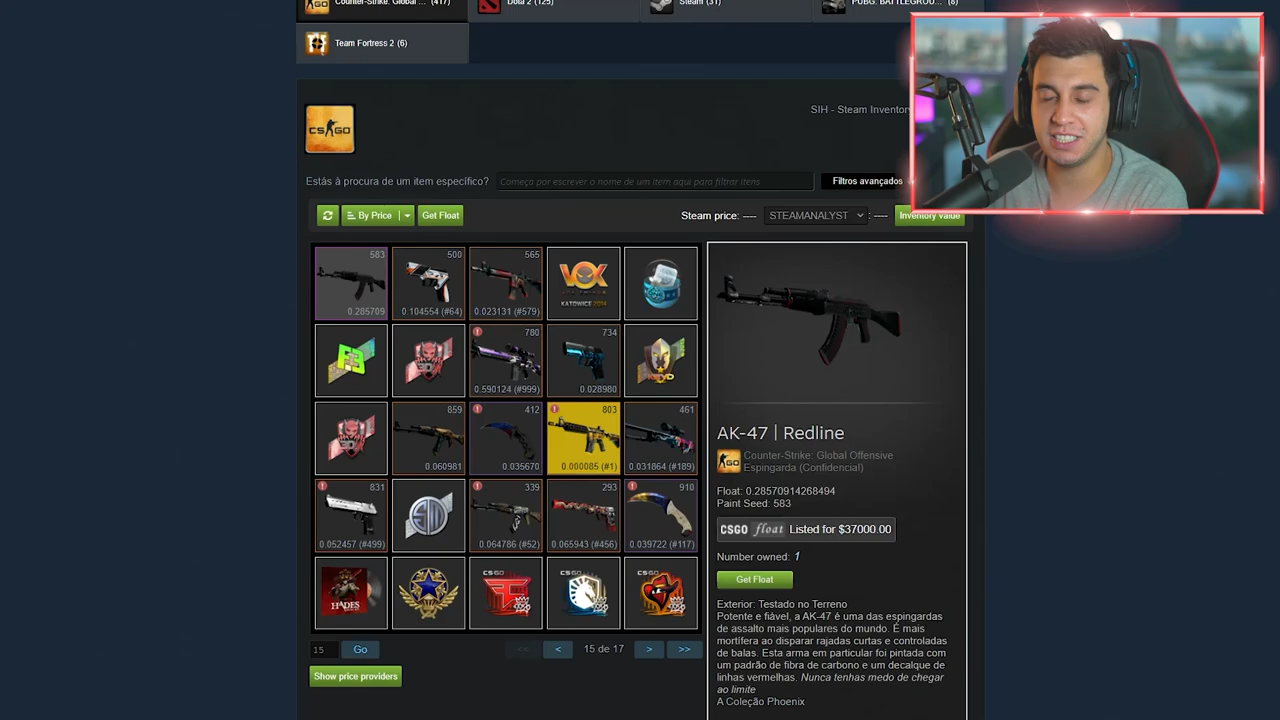 Counter-Strike: Global ... (417)
Dota 2 (125)
Steam (31)
PUBG: BATTLEGROU... (8)
Team Fortress 2 (6)
CS GO
SIH - Steam Inventory
Estás à procura de um item específico?
Começa por escrever o nome de um item aqui para filtrar itens
Filtros avançados
By Price
Get Float
Steam price: ----
STEAMANALYST
: ----
Inventory value
583
0.285709
500
0.104554 (#64)
565
0.023131 (#579)
VOX
KATOWICE 2014
780
0.590124 (#999)
734
0.028980
3D
859
0.060981
412
0.035670
803
0.000085 (#1)
461
0.031864 (#189)
831
0.052457 (#499)
339
0.064786 (#52)
293
0.065943 (#456)
910
0.039722 (#117)
HADES
CS:GO
CS:GO
CS:GO
15
Go
<<
<
15 de 17
>
>>
Show price providers
AK-47 | Redline
GO
Counter-Strike: Global Offensive
Espingarda (Confidencial)
Float: 0.28570914268494
Paint Seed: 583
CSGO float Listed for $37000.00
Number owned: 1
Get Float
Exterior: Testado no Terreno
Potente e fiável, a AK-47 é uma das espingardas
de assalto mais populares do mundo. É mais
mortífera ao disparar rajadas curtas e controladas
de balas. Esta arma em particular foi pintada com
um padrão de fibra de carbono e um decalque de
linhas vermelhas. Nunca tenhas medo de chegar
ao limite
A Coleção Phoenix